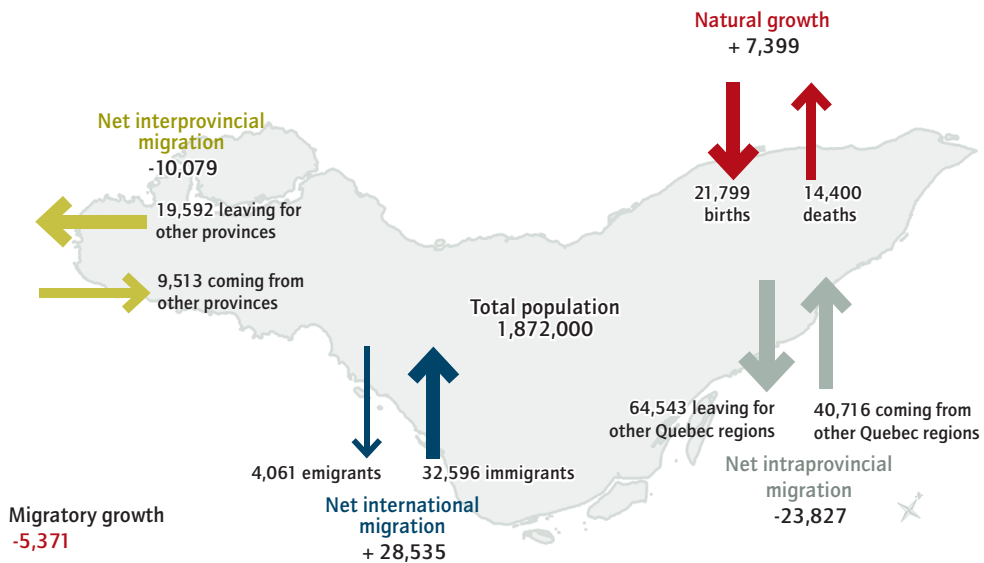 Natural growth
+ 7,399
21,799
births
14,400
deaths
Net interprovincial
migration
-10,079
19,592 leaving for
other provinces
9,513 coming from
other provinces
Total population
1,872,000
64,543 leaving for
other Quebec regions
40,716 coming from
other Quebec regions
Net intraprovincial
migration
-23,827
4,061 emigrants
32,596 immigrants
Net international
migration
+ 28,535
Migratory growth
-5,371